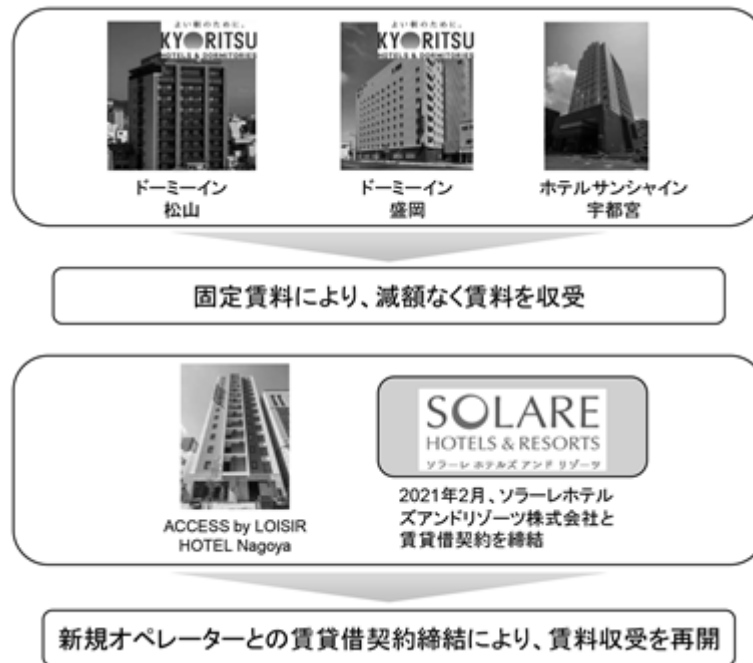 よい朝のために。
KYORITSU
HOTELS & DORMITORIES
よい朝のために。
KYORITSU
HOTELS & DORMITORIES
ドーミーイン
松山
ドーミーイン
盛岡
ホテルサンシャイン
宇都宮
固定賃料により、減額なく賃料を収受
ACCESS by LOISIR
HOTEL Nagoya
SOLARE
HOTELS & RESORTS
ソラーレ ホテルズ アンド リゾーツ
2021年2月、ソラーレホテル
ズアンドリゾーツ株式会社と
賃貸借契約を締結
新規オペレーターとの賃貸借契約締結により、賃料収受を再開